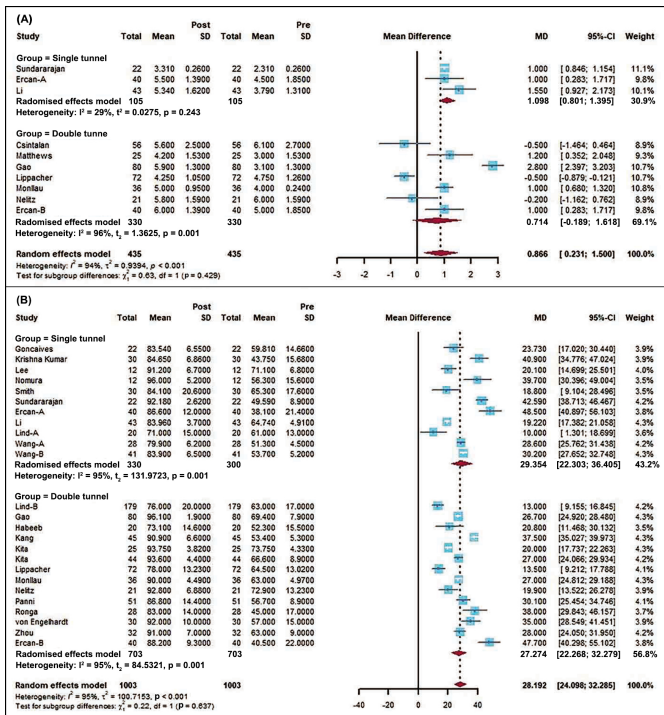 (A)
Post Pre
Study Total Mean SD Total Mean SD Mean Difference MD 95%-CI Weight
Group = Single tunnel
Sundararajan 22 3.310 0.2600 22 2.310 0.2600 1.000 [ 0.846; 1.154] 11.1%
Ercan-A 40 5.500 1.3900 40 4.500 1.8500 1.000 [ 0.283; 1.717] 10.0%
Li 43 5.340 1.6200 43 3.790 1.3100 1.550 [ 0.927; 2.173] 10.1%
Radomised effects model 105 105 1.098 [0.801; 1.395] 30.9%
Heterogeneity: I² = 29%, t² = 0.0275, p = 0.243
Group = Double tunne
Csintalan 56 5.600 2.5000 56 6.100 2.7000 -0.500 [-1.464; 0.464] 8.9%
Matthews 25 4.200 1.5300 25 3.000 1.5300 1.200 [ 0.352; 2.048] 9.4%
Gao 80 5.900 1.3000 80 3.100 1.3000 2.800 [ 2.397; 3.203] 10.7%
Lippacher 72 4.250 1.0500 72 4.750 1.2600 -0.500 [-0.879; -0.121] 10.7%
Monllau 36 5.000 0.9500 36 4.000 0.2400 1.000 [ 0.680; 1.320] 10.8%
Nelitz 21 5.800 1.5900 21 6.000 1.5900 -0.200 [-1.162; 0.762] 8.9%
Ercan-B 40 6.000 1.3900 40 5.000 1.8500 1.000 [ 0.283; 1.717] 10.0%
Radomised effects model 330 330 0.714 [-0.189; 1.618] 69.1%
Heterogeneity: I² = 96%, t₂ = 1.3625, p = 0.001
Random effects model 435 435 0.866 [0.231; 1.500] 100.0%
Heterogeneity: I² = 94%, τ² = 0.9394, p < 0.001
Test for subgroup differences: χ²₁ = 0.63, df = 1 (p = 0.429)
-3 -2 -1 0 1 2 3
(B)
Post Pre
Study Total Mean SD Total Mean SD Mean Difference MD 95%-CI Weight
Group = Single tunnel
Goncaives 22 83.540 6.5500 22 59.810 14.6600 23.730 [17.020; 30.440] 3.9%
Krishna Kumar 30 84.650 6.8600 30 43.750 15.6800 40.900 [34.776; 47.024] 4.0%
Lee 12 91.200 6.7000 12 71.100 6.8000 20.100 [14.699; 25.501] 4.1%
Nomura 12 96.000 5.2000 12 56.300 15.6000 39.700 [30.396; 49.004] 3.5%
Smith 30 84.100 20.6000 30 65.300 17.6000 18.800 [ 9.104; 28.496] 3.4%
Sundararajan 22 92.180 2.6200 22 49.590 8.9000 42.590 [38.713; 46.467] 4.2%
Ercan-A 40 86.600 12.0000 40 38.100 21.4000 48.500 [40.897; 56.103] 3.8%
Li 43 83.960 3.7000 43 64.740 4.9100 19.220 [17.382; 21.058] 4.4%
Lind-A 20 71.000 15.0000 20 61.000 13.0000 10.000 [ 1.301; 18.699] 3.6%
Wang-A 28 79.900 6.2000 28 51.300 4.5000 28.600 [25.762; 31.438] 4.3%
Wang-B 41 83.900 6.5000 41 53.700 5.2000 30.200 [27.652; 32.748] 4.3%
Radomised effects model 330 300 29.354 [22.303; 36.405] 43.2%
Heterogeneity: I² = 95%, t₂ = 131.9723, p = 0.001
Group = Double tunnel
Lind-B 179 76.000 20.0000 179 63.000 17.0000 13.000 [ 9.155; 16.845] 4.2%
Gao 80 96.100 1.9000 80 69.400 7.9000 26.700 [24.920; 28.480] 4.4%
Habeeb 20 73.100 14.6000 20 52.300 15.5000 20.800 [11.468; 30.132] 3.5%
Kang 45 90.900 6.6000 45 53.400 5.3000 37.500 [35.027; 39.973] 4.3%
Kita 25 93.750 3.8200 25 73.750 4.3300 20.000 [17.737; 22.263] 4.4%
Kita 44 93.600 4.4000 44 66.600 8.9000 27.000 [24.066; 29.934] 4.3%
Lippacher 72 78.000 13.2300 72 64.500 13.0200 13.500 [ 9.212; 17.788] 4.2%
Monllau 36 90.000 4.4900 36 63.000 4.9700 27.000 [24.812; 29.188] 4.4%
Nelitz 21 92.800 6.8800 21 72.900 13.2300 19.900 [13.522; 26.278] 4.0%
Panni 51 86.800 14.4000 51 56.700 8.9000 30.100 [25.454; 34.746] 4.1%
Ronga 28 83.000 14.0000 28 45.000 17.0000 38.000 [29.843; 46.157] 3.7%
von Engelhardt 30 92.000 10.0000 30 57.000 15.0000 35.000 [28.549; 41.451] 4.0%
Zhou 32 91.000 7.0000 32 63.000 9.0000 28.000 [24.050; 31.950] 4.2%
Ercan-B 40 88.200 9.3000 40 40.500 22.0000 47.700 [40.298; 55.102] 3.8%
Radomised effects model 703 703 27.274 [22.268; 32.279] 56.8%
Heterogeneity: I² = 95%, t₂ = 84.5321, p = 0.001
Random effects model 1003 1003 28.192 [24.098; 32.285] 100.0%
Heterogeneity: I² = 95%, τ² = 100.7153, p < 0.001
Test for subgroup differences: χ²₁ = 0.22, df = 1 (p = 0.637)
-40 -20 0 20 40